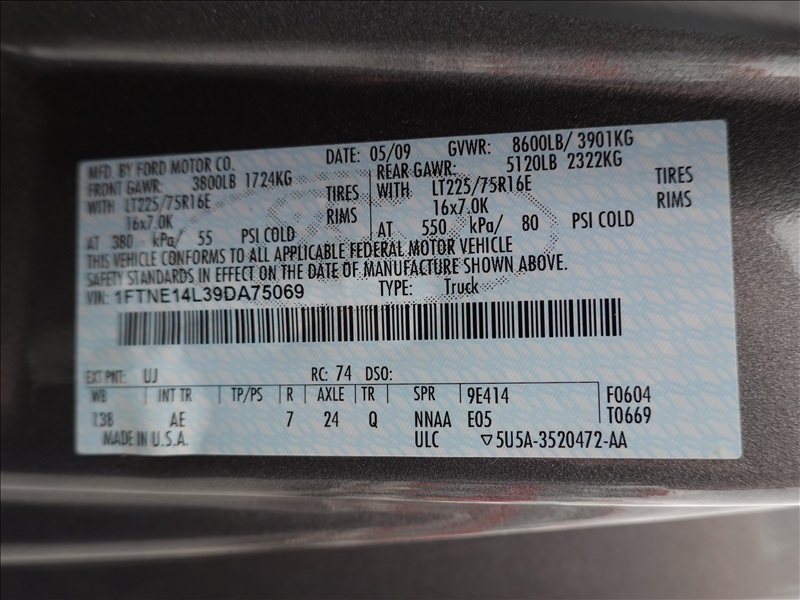 MFD. BY FORD MOTOR CO. DATE: 05/09 GVWR: 8600LB/ 3901KG
FRONT GAWR: 3800LB 1724KG REAR GAWR: 5120LB 2322KG
WITH LT225/75R16E TIRES WITH LT225/75R16E TIRES
16x7.0K RIMS 16x7.0K RIMS
AT 380 kPa/ 55 PSI COLD AT 550 kPa/ 80 PSI COLD
THIS VEHICLE CONFORMS TO ALL APPLICABLE FEDERAL MOTOR VEHICLE
SAFETY STANDARDS IN EFFECT ON THE DATE OF MANUFACTURE SHOWN ABOVE.
VIN: 1FTNE14L39DA75069 TYPE: Truck
EXT PNT: UJ RC: 74 DSO:
WB INT TR TP/PS R AXLE TR SPR 9E414 F0604
138 AE 7 24 Q NNAA E05 T0669
MADE IN U.S.A. ULC ▽5U5A-3520472-AA